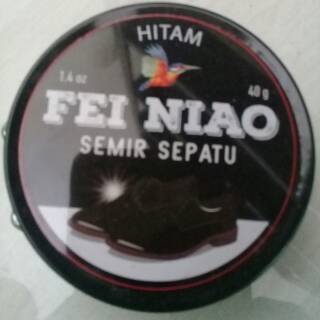 HITAM
1.4 oz 40 g
FEI NIAO
SEMIR SEPATU